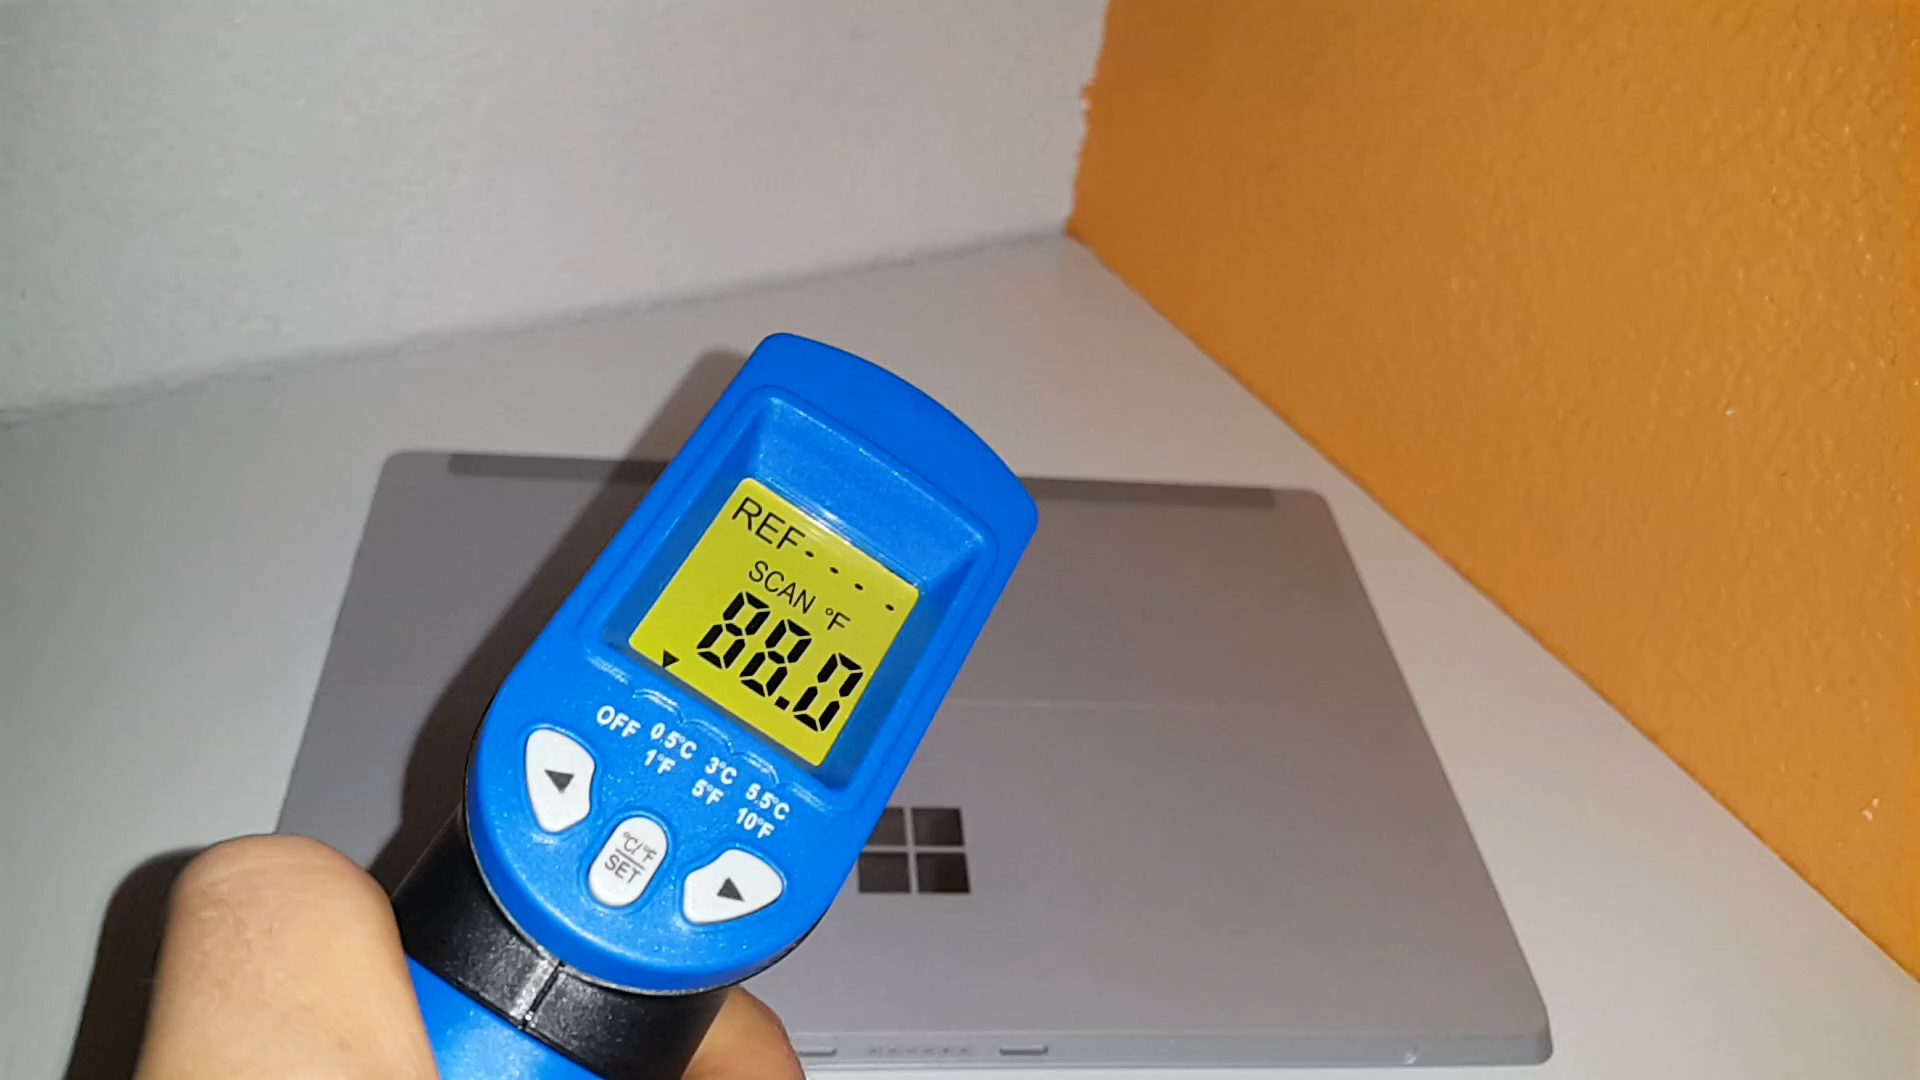 REF- - - -
SCAN °F
88.0
OFF 0.5°C 3°C 5.5°C
1°F 5°F 10°F
°C/°F
SET